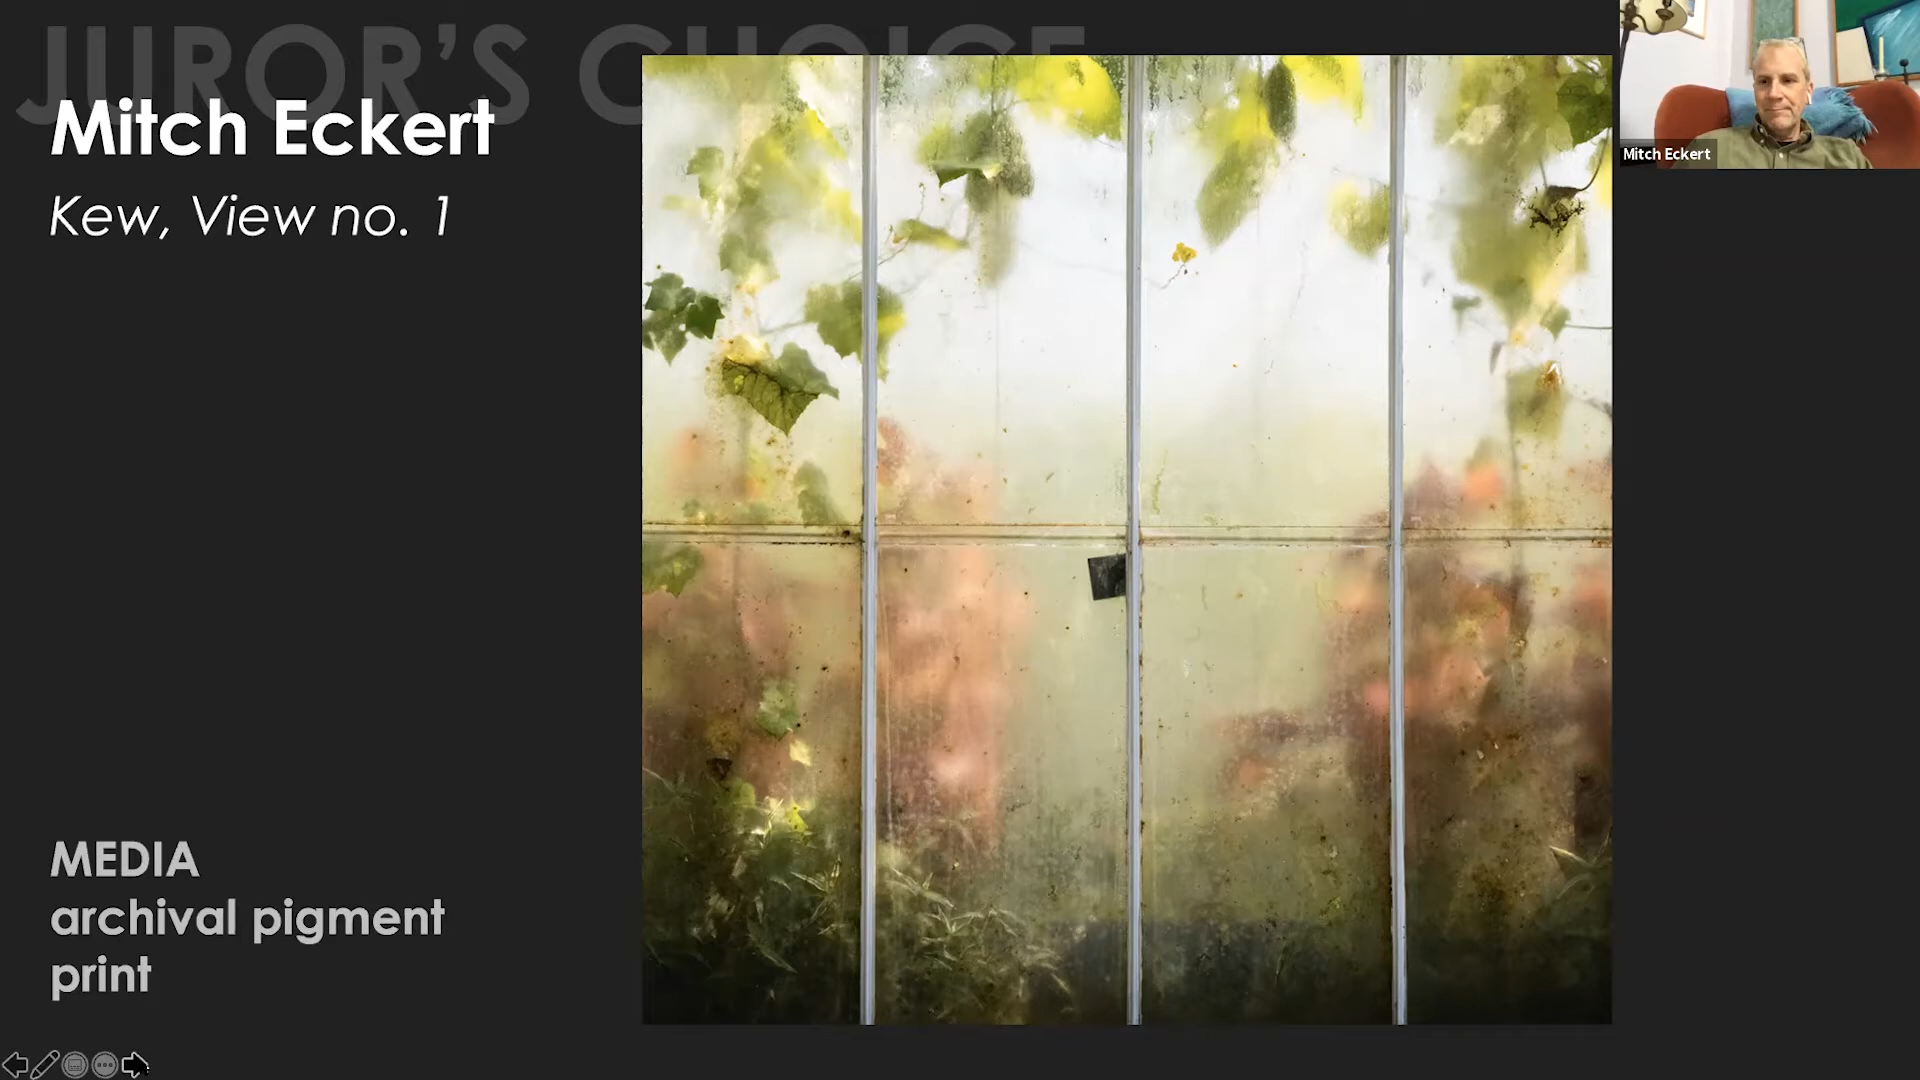 JUROR'S CHOICE
Mitch Eckert
Kew, View no. 1
MEDIA
archival pigment
print
Mitch Eckert